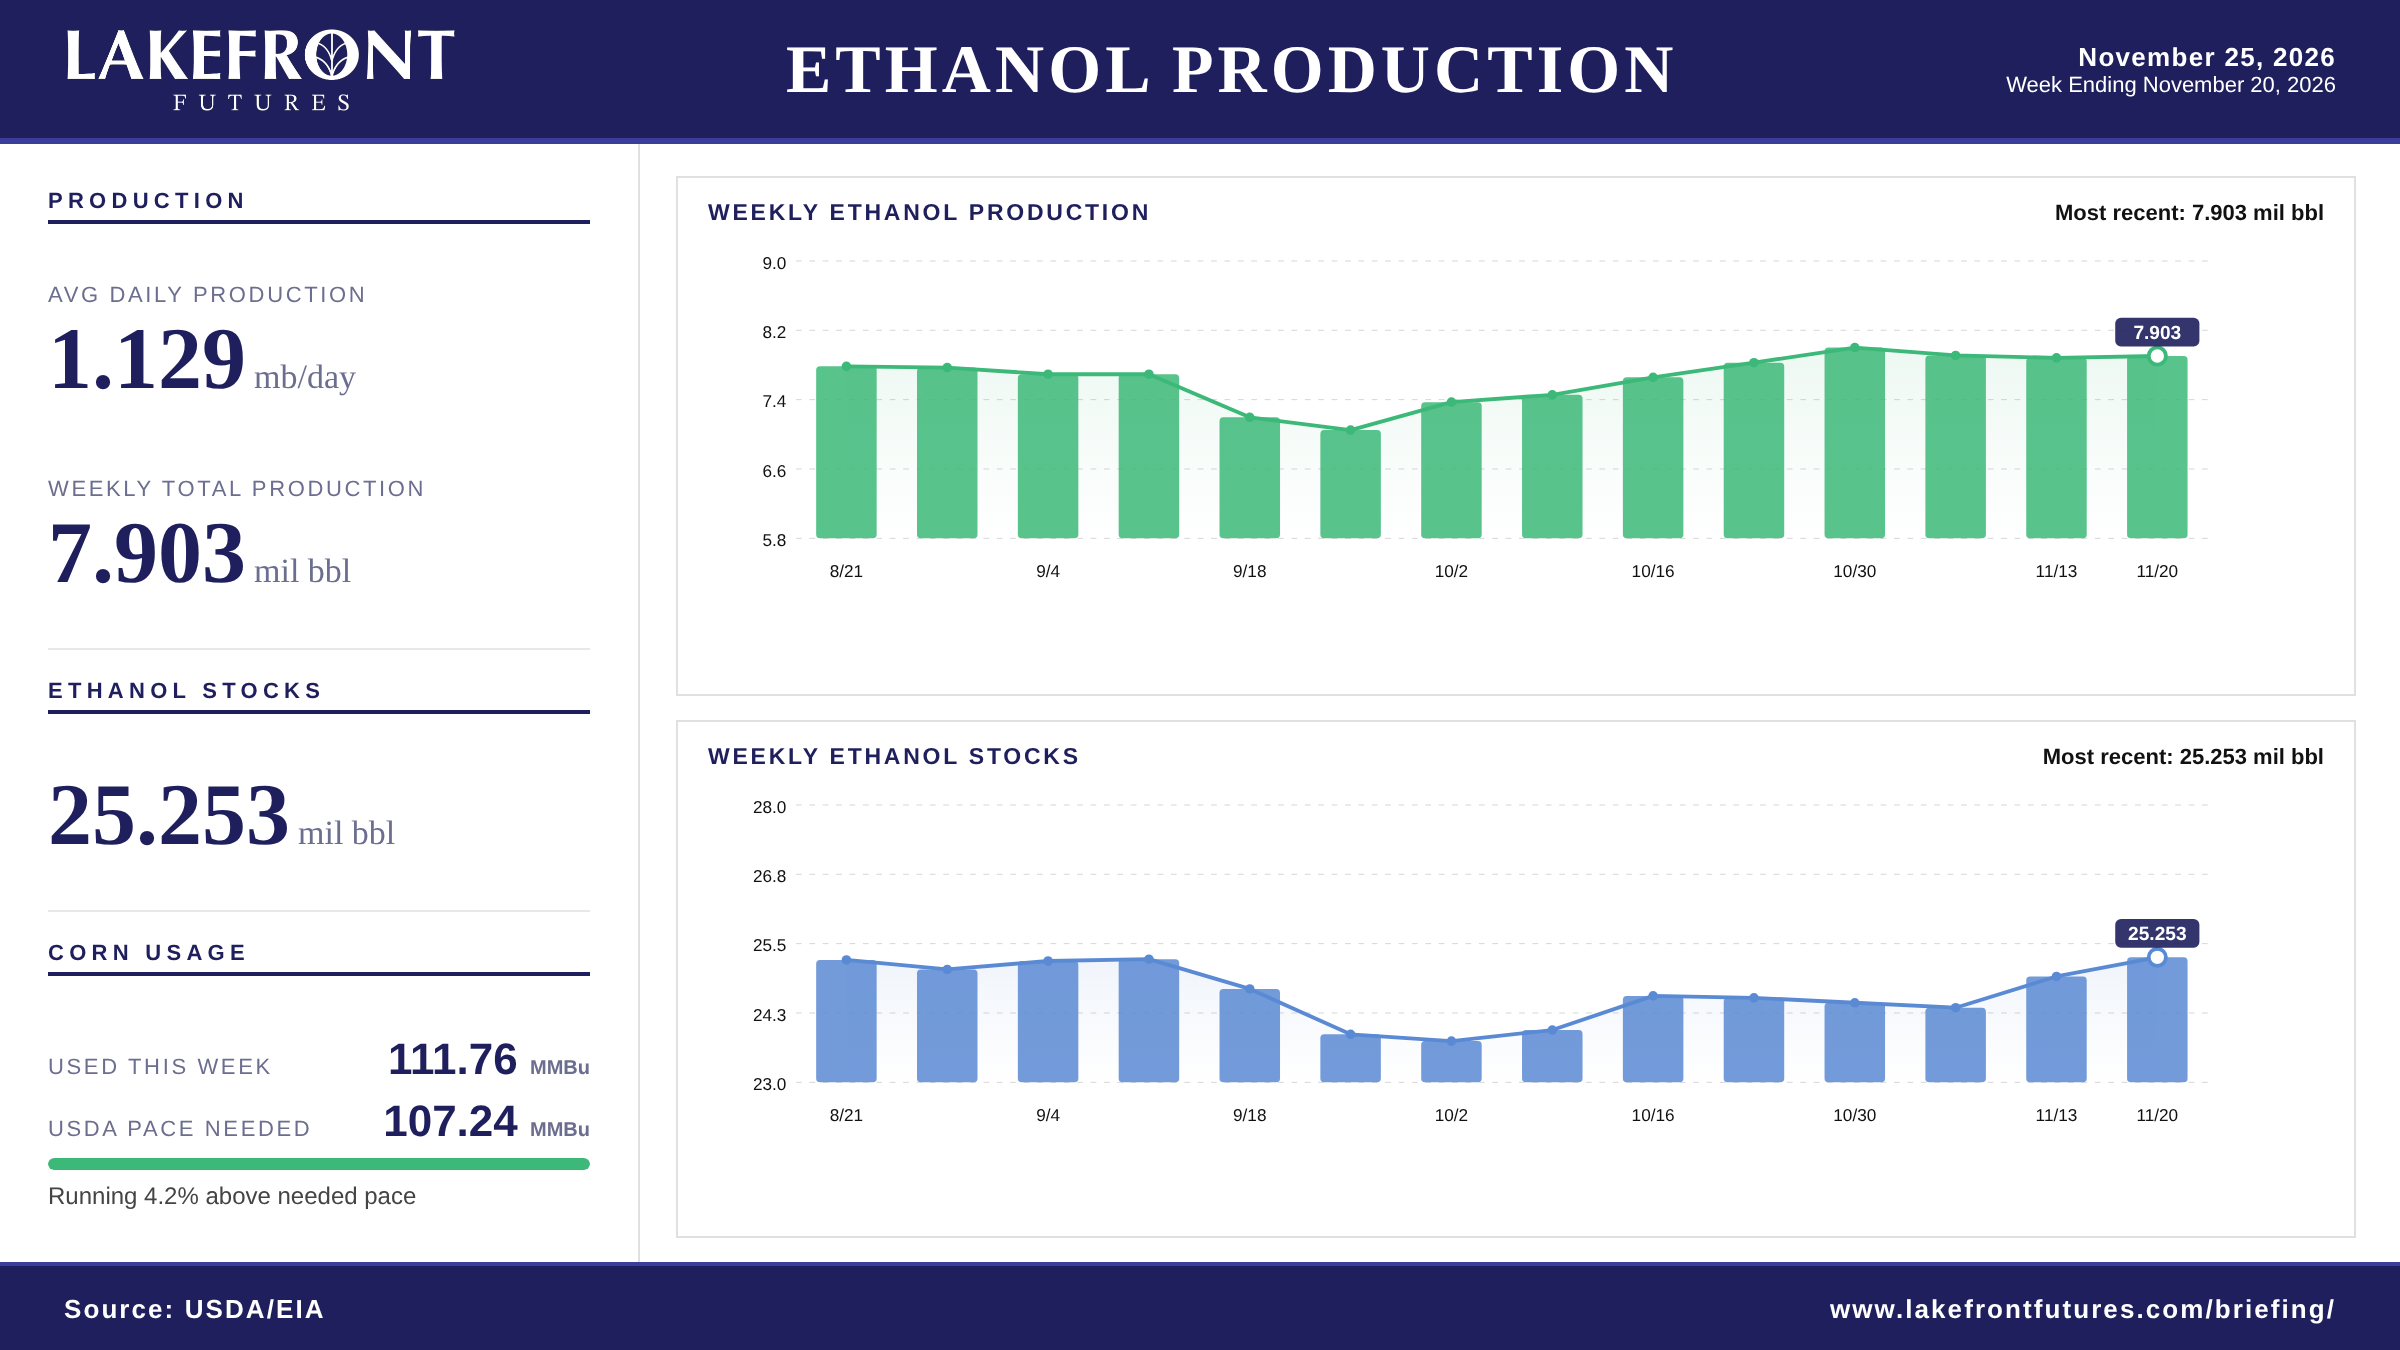 LAKEFRONT
FUTURES
ETHANOL PRODUCTION
November 25, 2026
Week Ending November 20, 2026
PRODUCTION
AVG DAILY PRODUCTION
1.129 mb/day
WEEKLY TOTAL PRODUCTION
7.903 mil bbl
ETHANOL STOCKS
25.253 mil bbl
CORN USAGE
USED THIS WEEK 111.76 MMBu
USDA PACE NEEDED 107.24 MMBu
Running 4.2% above needed pace
WEEKLY ETHANOL PRODUCTION Most recent: 7.903 mil bbl
9.0
8.2
7.4
6.6
5.8
7.903
8/21 9/4 9/18 10/2 10/16 10/30 11/13 11/20
WEEKLY ETHANOL STOCKS Most recent: 25.253 mil bbl
28.0
26.8
25.5
24.3
23.0
25.253
8/21 9/4 9/18 10/2 10/16 10/30 11/13 11/20
Source: USDA/EIA
www.lakefrontfutures.com/briefing/